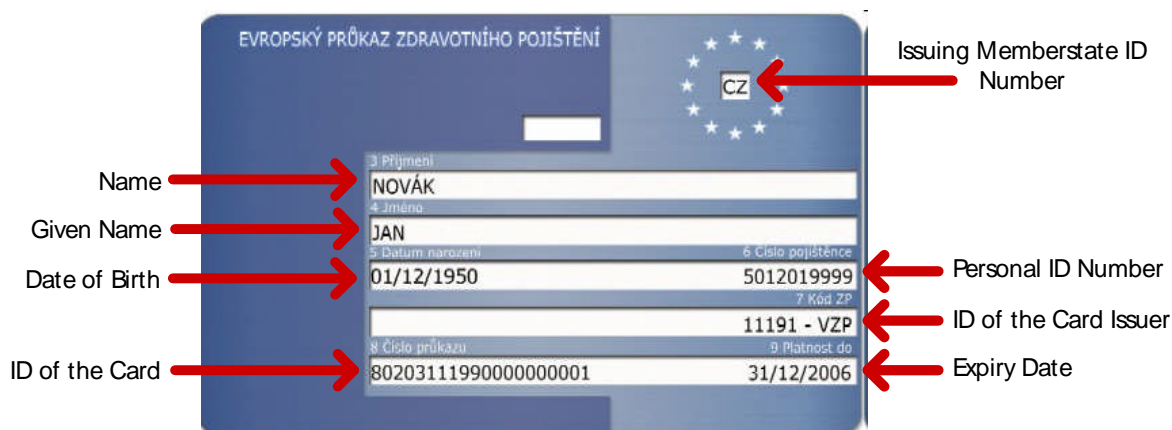 EVROPSKÝ PRŮKAZ ZDRAVOTNÍHO POJIŠTĚNÍ
Issuing Memberstate ID
Number
CZ
3 Příjmení
Name
NOVÁK
4 Jméno
Given Name
JAN
5 Datum narození 6 Číslo pojištěnce
Date of Birth
01/12/1950 5012019999
Personal ID Number
7 Kód ZP
11191 - VZP
ID of the Card Issuer
8 Číslo průkazu 9 Platnost do
ID of the Card
80203111990000000001 31/12/2006
Expiry Date